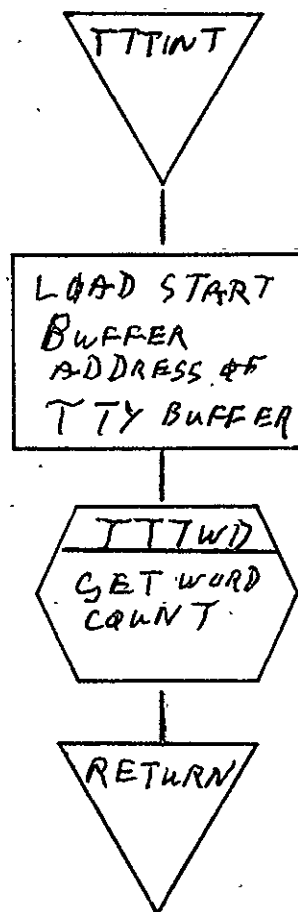 TTTINT
LOAD START
BUFFER
ADDRESS OF
TTY BUFFER
TTTWD
GET WORD
COUNT
RETURN